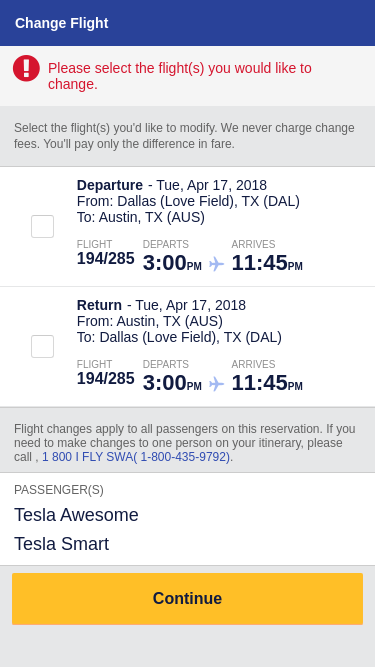 Change Flight
Please select the flight(s) you would like to
change.
Select the flight(s) you'd like to modify. We never charge change
fees. You'll pay only the difference in fare.
Departure - Tue, Apr 17, 2018
From: Dallas (Love Field), TX (DAL)
To: Austin, TX (AUS)
FLIGHT DEPARTS ARRIVES
194/285 3:00PM 11:45PM
Return - Tue, Apr 17, 2018
From: Austin, TX (AUS)
To: Dallas (Love Field), TX (DAL)
FLIGHT DEPARTS ARRIVES
194/285 3:00PM 11:45PM
Flight changes apply to all passengers on this reservation. If you
need to make changes to one person on your itinerary, please
call , 1 800 I FLY SWA( 1-800-435-9792).
PASSENGER(S)
Tesla Awesome
Tesla Smart
Continue